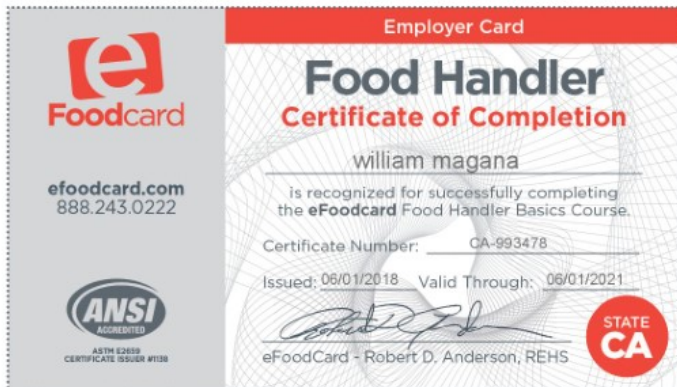 Employer Card
e
Foodcard
efoodcard.com
888.243.0222
ANSI
ACCREDITED
ASTM E2659
CERTIFICATE ISSUER #1138
Food Handler
Certificate of Completion
william magana
is recognized for successfully completing
the eFoodcard Food Handler Basics Course.
Certificate Number: CA-993478
Issued: 06/01/2018 Valid Through: 06/01/2021
eFoodCard - Robert D. Anderson, REHS
STATE
CA